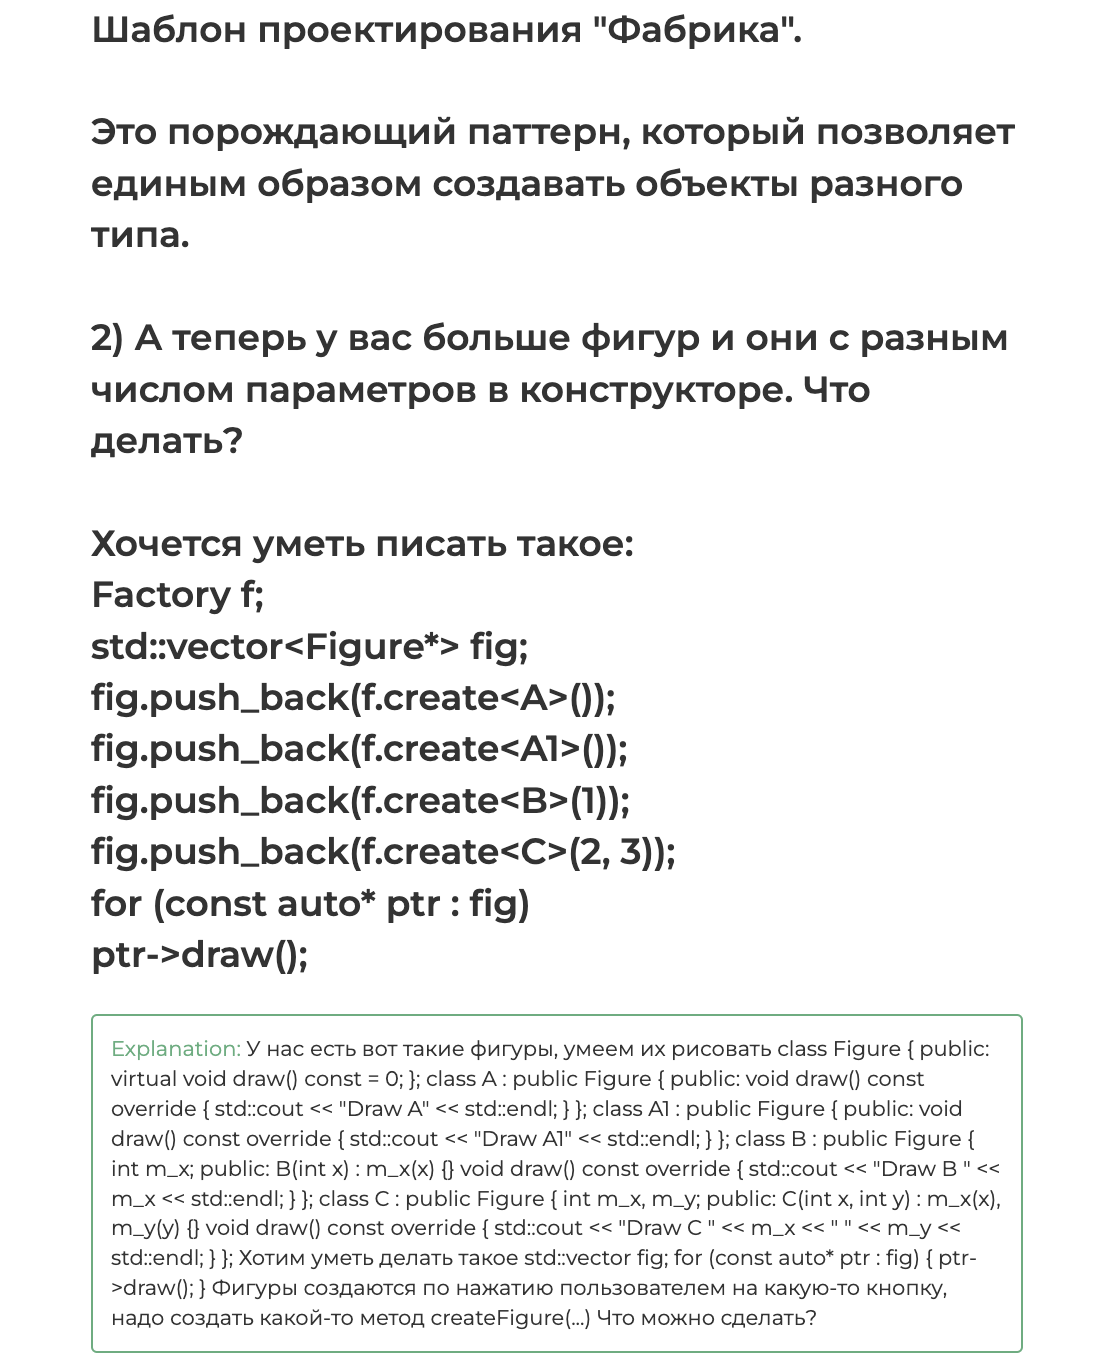 Шаблон проектирования "Фабрика".
Это порождающий паттерн, который позволяет
единым образом создавать объекты разного
типа.
2) А теперь у вас больше фигур и они с разным
числом параметров в конструкторе. Что
делать?
Хочется уметь писать такое:
Factory f;
std::vector<Figure*> fig;
fig.push_back(f.create<A>());
fig.push_back(f.create<A1>());
fig.push_back(f.create<B>(1));
fig.push_back(f.create<C>(2, 3));
for (const auto* ptr : fig)
ptr->draw();
Explanation: У нас есть вот такие фигуры, умеем их рисовать class Figure { public:
virtual void draw() const = 0; }; class A : public Figure { public: void draw() const
override { std::cout << "Draw A" << std::endl; } }; class A1 : public Figure { public: void
draw() const override { std::cout << "Draw A1" << std::endl; } }; class B : public Figure {
int m_x; public: B(int x) : m_x(x) {} void draw() const override { std::cout << "Draw B " <<
m_x << std::endl; } }; class C : public Figure { int m_x, m_y; public: C(int x, int y) : m_x(x),
m_y(y) {} void draw() const override { std::cout << "Draw C " << m_x << " " << m_y <<
std::endl; } }; Хотим уметь делать такое std::vector fig; for (const auto* ptr : fig) { ptr-
>draw(); } Фигуры создаются по нажатию пользователем на какую-то кнопку,
надо создать какой-то метод createFigure(...) Что можно сделать?